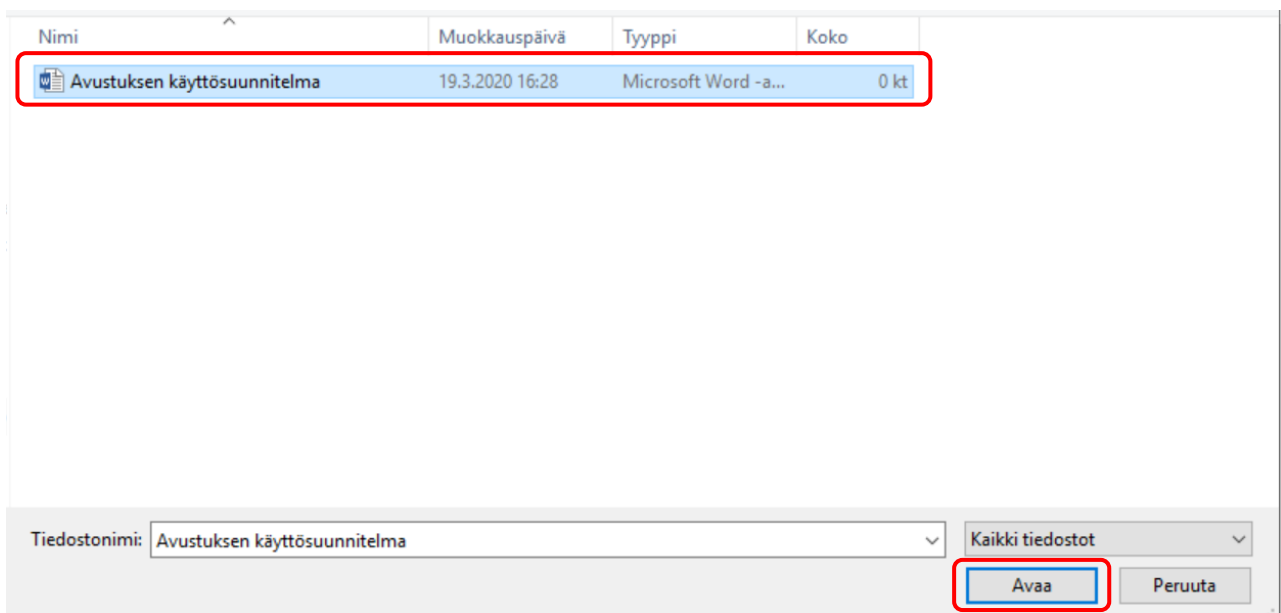 Nimi Muokkauspäivä Tyyppi Koko
Avustuksen käyttösuunnitelma 19.3.2020 16:28 Microsoft Word -a... 0 kt
Tiedostonimi: Avustuksen käyttösuunnitelma Kaikki tiedostot
Avaa Peruuta